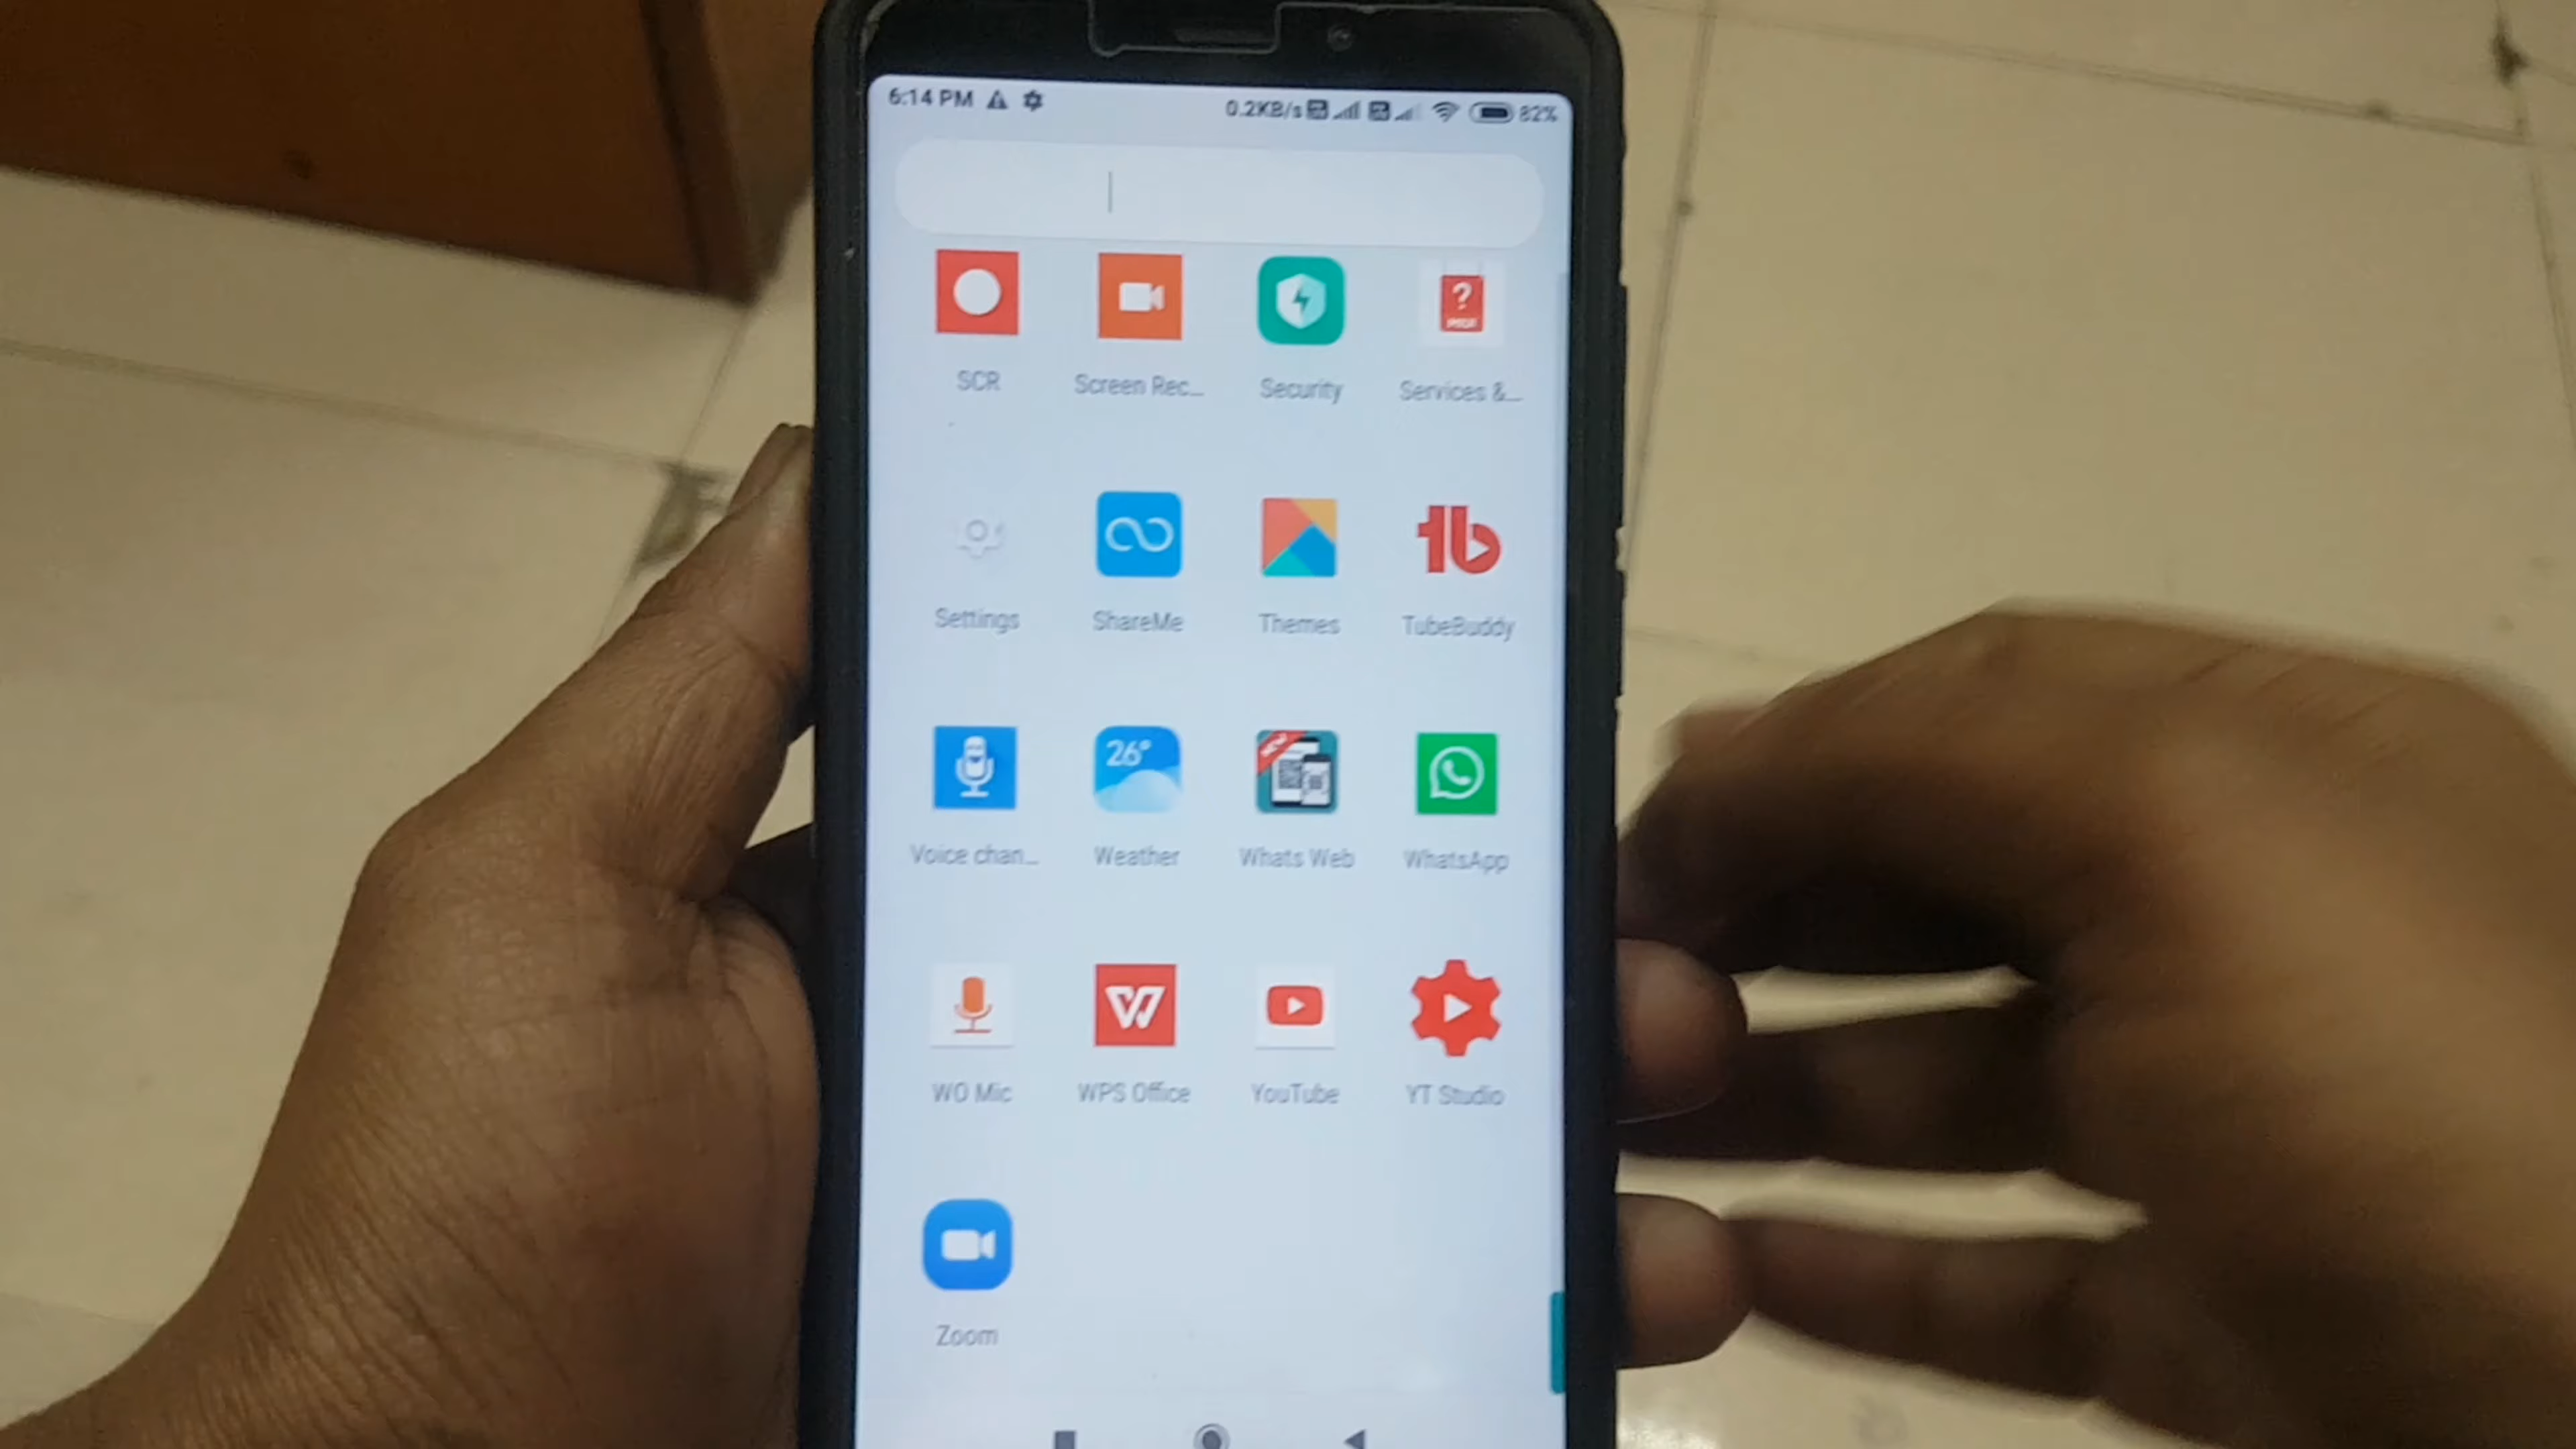 6:14 PM 0.2KB/s 82%
SCR Screen Rec... Security Services &...
Settings ShareMe Themes TubeBuddy
26°
Voice chan... Weather Whats Web WhatsApp
WO Mic WPS Office YouTube YT Studio
Zoom